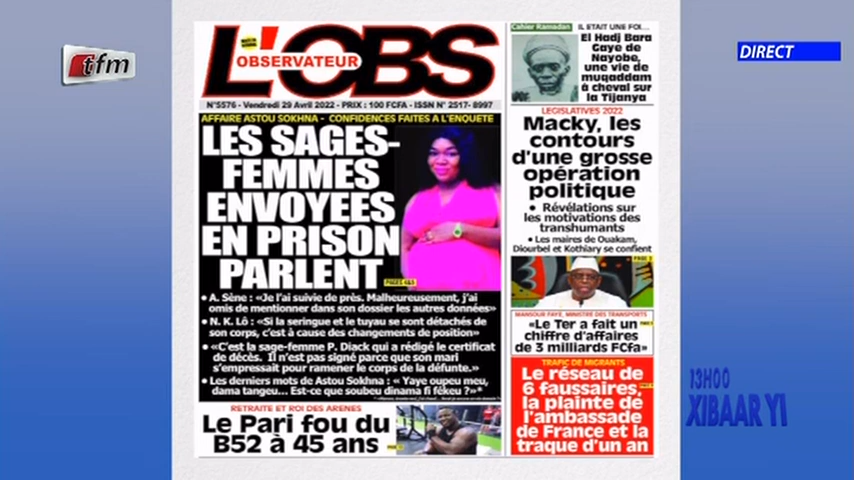 tfm
DIRECT
L'OBS
OBSERVATEUR
N°5576 - Vendredi 29 Avril 2022 - PRIX : 100 FCFA - ISSN N° 2517- 8997
AFFAIRE ASTOU SOKHNA - CONFIDENCES FAITES A L'ENQUETE
LES SAGES-
FEMMES
ENVOYEES
EN PRISON
PARLENT
PAGES 4&5
• A. Sène : «Je l'ai suivie de près. Malheureusement, j'ai
omis de mentionner dans son dossier les autres données»
• N. K. Lô : «Si la seringue et le tuyau se sont détachés de
son corps, c'est à cause des changements de position»
• «C'est la sage-femme P. Diack qui a rédigé le certificat
de décès. Il n'est pas signé parce que son mari
s'empressait pour ramener le corps de la défunte.»
• Les derniers mots de Astou Sokhna : « Yaye oupeu meu,
dama tangeu... Est-ce que soubeu dinama fi fékeu ?»*
RETRAITE ET ROI DES ARENES
Le Pari fou du
B52 à 45 ans
Cahier Ramadan
IL ETAIT UNE FOI...
El Hadj Bara
Gaye de
Nayobe,
une vie de
muqaddam
à cheval sur
la Tijanya
LEGISLATIVES 2022
Macky, les
contours
d'une grosse
opération
politique
• Révélations sur
les motivations des
transhumants
• Les maires de Ouakam,
Diourbel et Kothiary se confient
MANSOUR FAYE, MINISTRE DES TRANSPORTS
«Le Ter a fait un
chiffre d'affaires
de 3 milliards FCfa»
TRAFIC DE MIGRANTS
Le réseau de
6 faussaires,
la plainte de
l'ambassade
de France et la
traque d'un an
13H00
XIBAAR YI